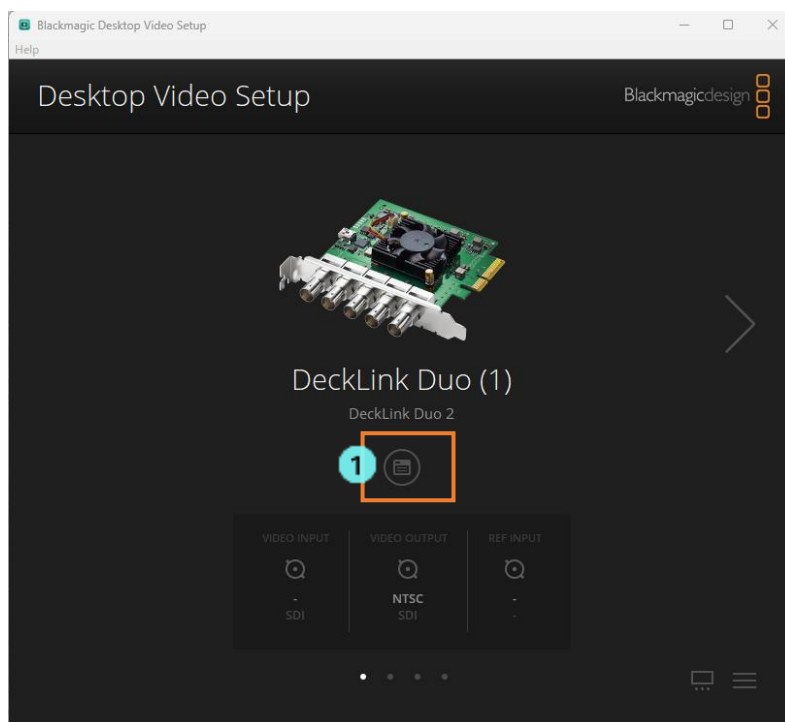 Blackmagic Desktop Video Setup
Help
Desktop Video Setup
Blackmagicdesign
DeckLink Duo (1)
DeckLink Duo 2
1
VIDEO INPUT VIDEO OUTPUT REF INPUT
- NTSC -
SDI SDI -